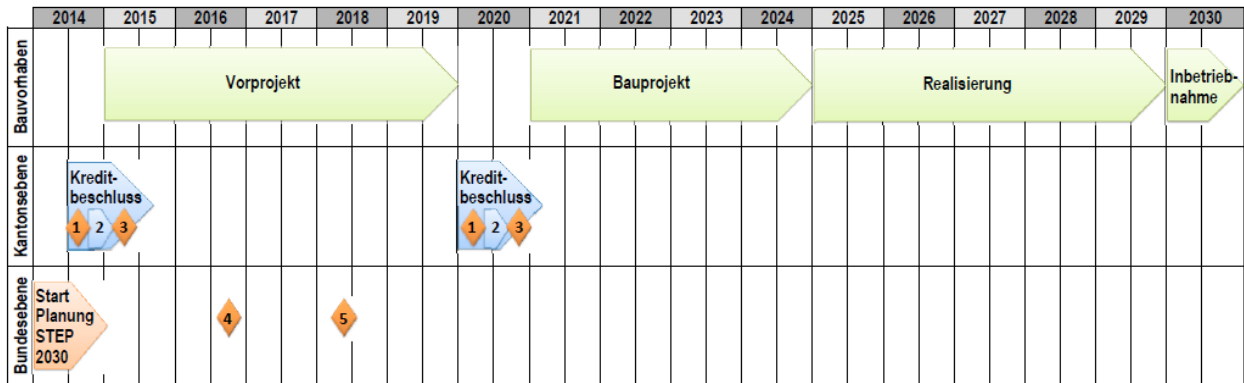 2014 2015 2016 2017 2018 2019 2020 2021 2022 2023 2024 2025 2026 2027 2028 2029 2030
Bauvorhaben
Vorprojekt
Bauprojekt
Realisierung
Inbetrieb-
nahme
Kantonsebene
Kredit-
beschluss
1 2 3
Kredit-
beschluss
1 2 3
Bundesebene
Start
Planung
STEP
2030
4
5